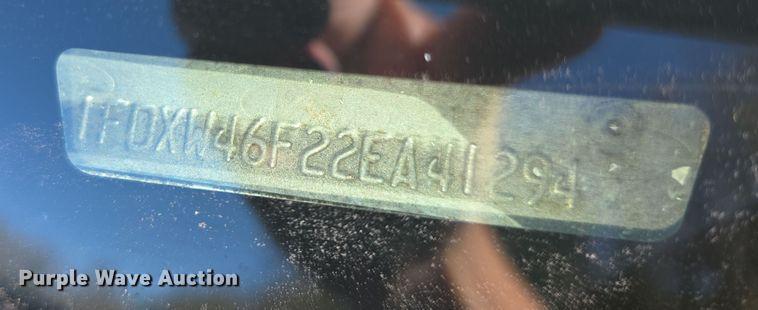 1FDXW46F22EA41294
Purple Wave Auction